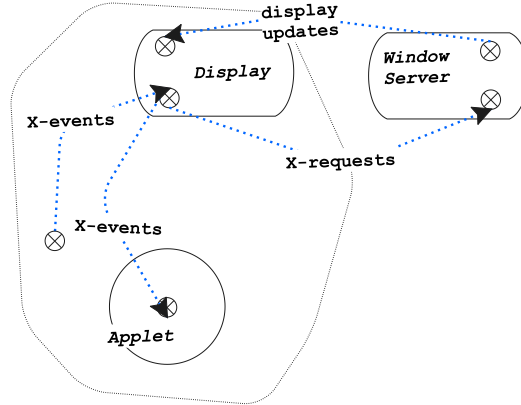 display
updates
Display
Window
Server
X-events
X-requests
X-events
Applet